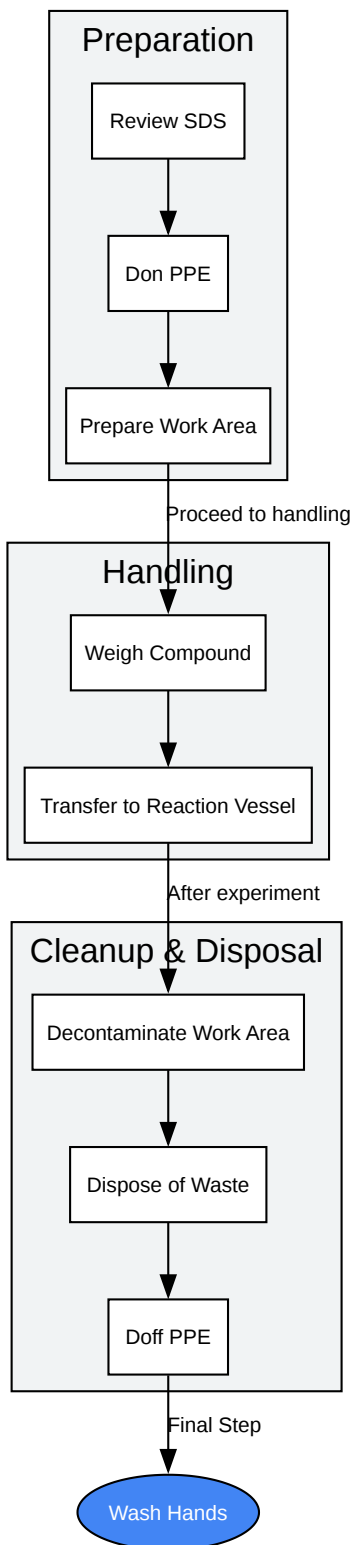 Preparation
Review SDS
Don PPE
Prepare Work Area
Proceed to handling
Handling
Weigh Compound
Transfer to Reaction Vessel
After experiment
Cleanup & Disposal
Decontaminate Work Area
Dispose of Waste
Doff PPE
Final Step
Wash Hands